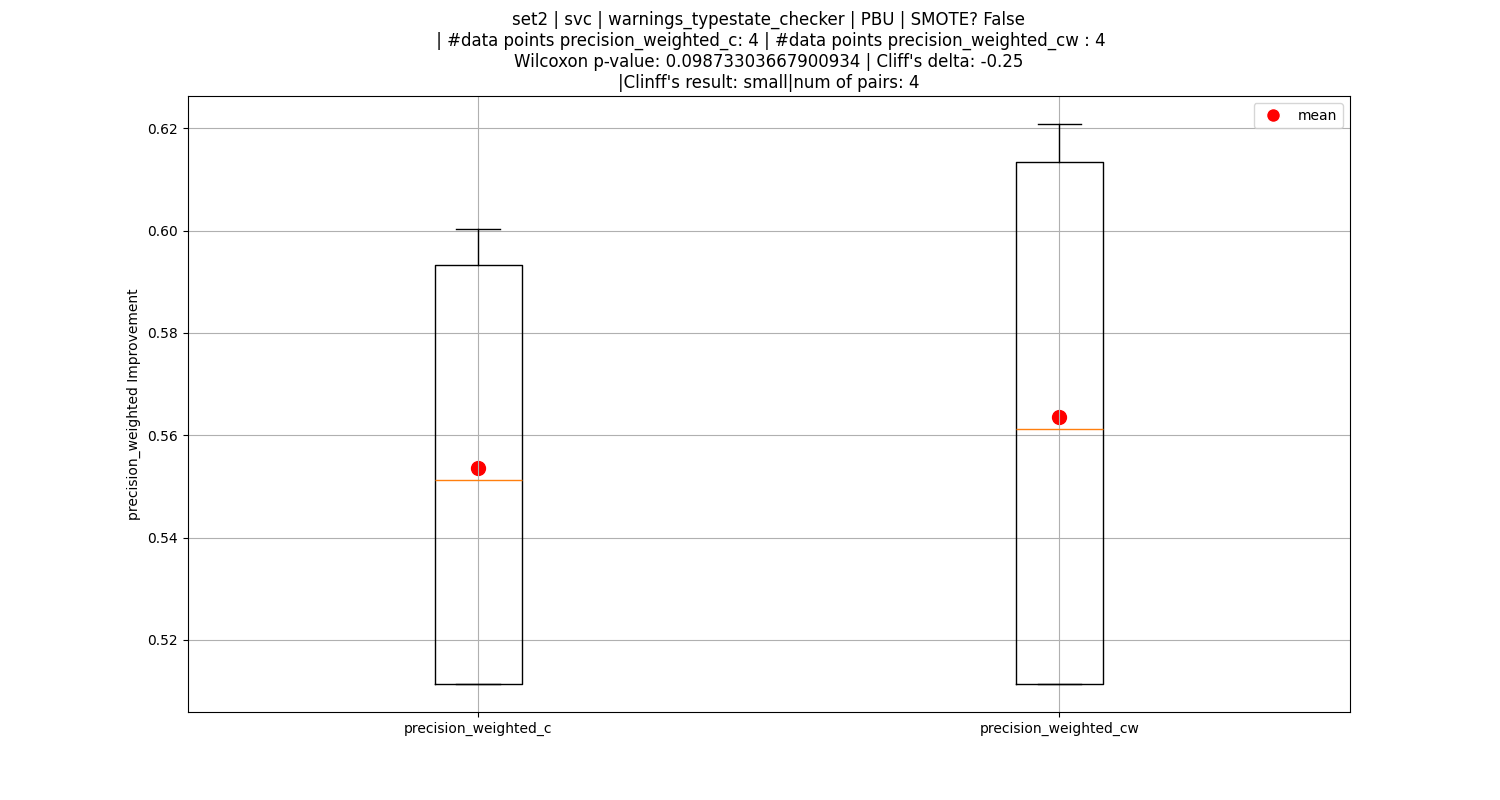 set2 | svc | warnings_typestate_checker | PBU | SMOTE? False
| #data points precision_weighted_c: 4 | #data points precision_weighted_cw : 4
Wilcoxon p-value: 0.09873303667900934 | Cliff's delta: -0.25
|Clinff's result: small|num of pairs: 4
mean
0.62
0.60
0.58
0.56
0.54
0.52
precision_weighted Improvement
precision_weighted_c
precision_weighted_cw